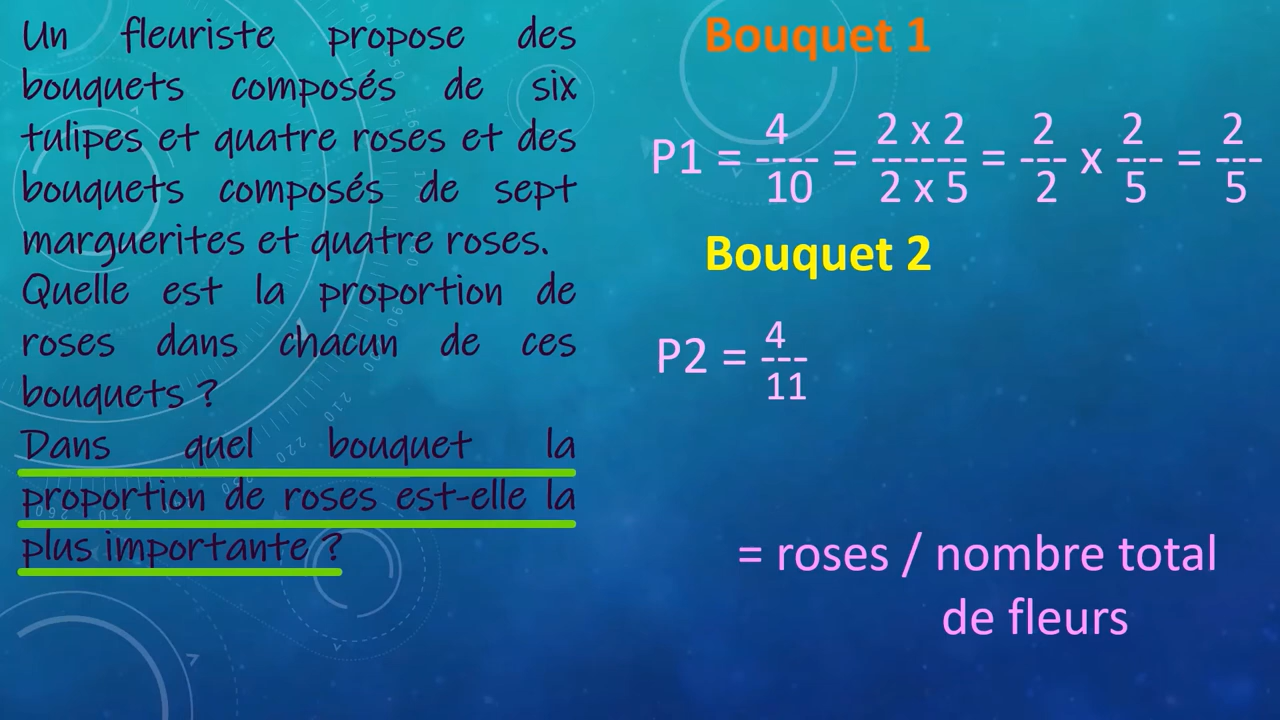 Un fleuriste propose des
bouquets composés de six
tulipes et quatre roses et des
bouquets composés de sept
marguerites et quatre roses.
Quelle est la proportion de
roses dans chacun de ces
bouquets ?
Dans quel bouquet la
proportion de roses est-elle la
plus importante ?
Bouquet 1
P1 = 4/10 = 2 x 2/2 x 5 = 2/2 x 2/5 = 2/5
Bouquet 2
P2 = 4/11
= roses / nombre total
de fleurs